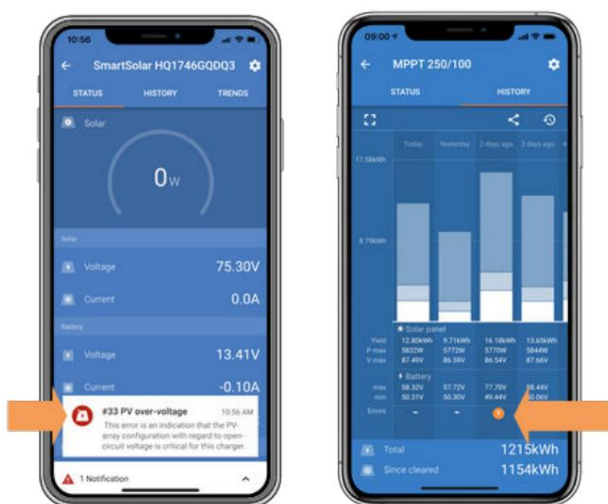 10:56
SmartSolar HQ1746GQDQ3
STATUS HISTORY TRENDS
Solar
0W
Solar
Voltage 75.30V
Current 0.0A
Battery
Voltage 13.41V
Current -0.10A
#33 PV over-voltage 10:56 AM
This error is an indication that the PV-
array configuration with regard to open-
circuit voltage is critical for this charger.
1 Notification
09:00
MPPT 250/100
STATUS HISTORY
Today Yesterday 2 days ago 3 days ago
17.58kWh
8.79kWh
Solar panel
Yield 12.80kWh 9.71kWh 16.18kWh 13.65kWh
P max 5832W 5772W 5770W 5844W
V max 87.49V 86.59V 86.54V 87.66V
Battery
max 58.32V 57.72V 77.70V 58.44V
min 50.31V 50.30V 49.44V
Errors - - 1 -
Total 1215kWh
Since cleared 1154kWh